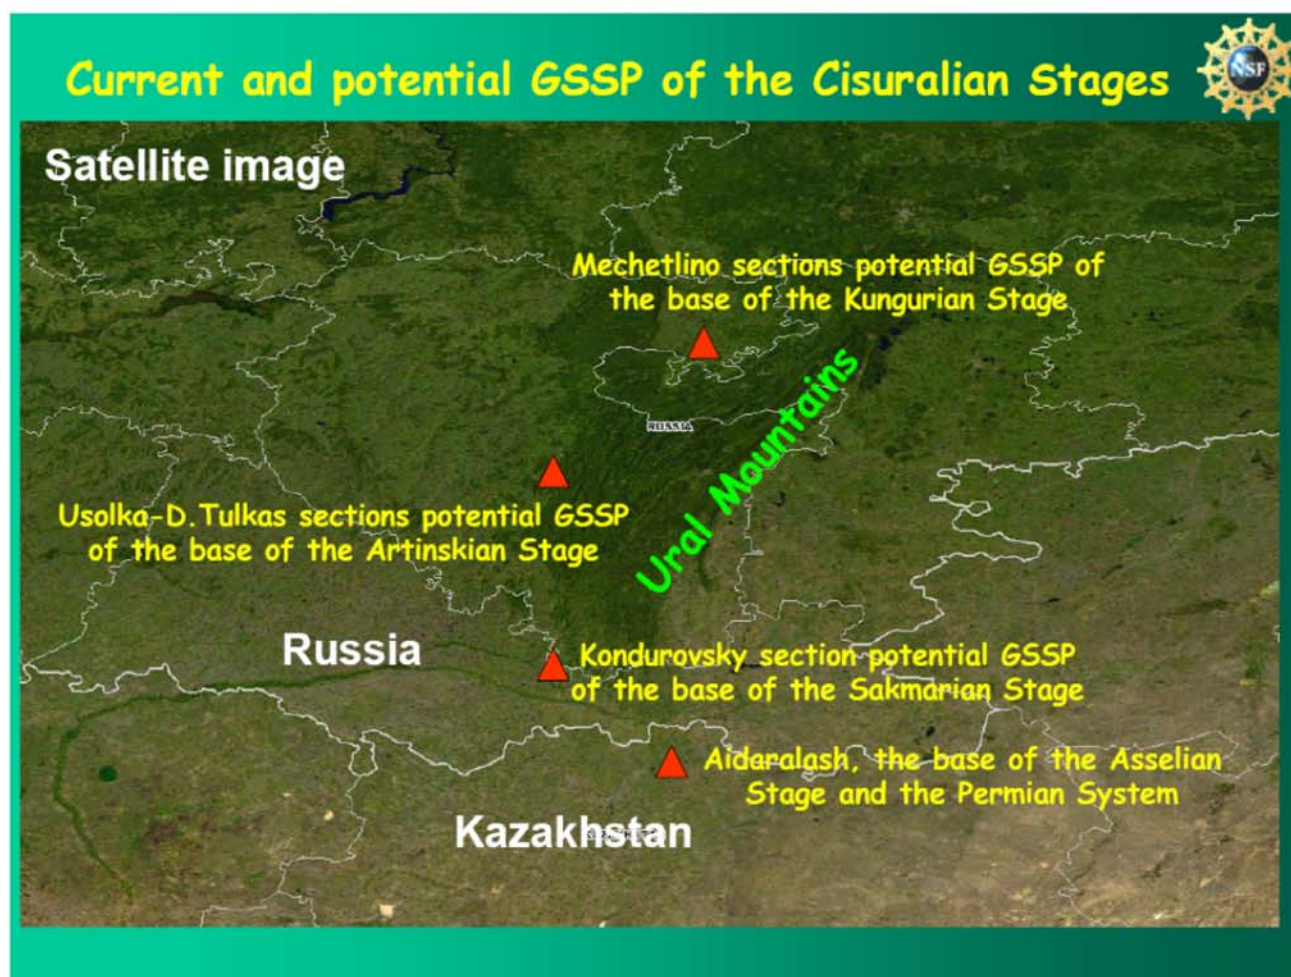 Current and potential GSSP of the Cisuralian Stages
NSF
Satellite image
Mechetlino sections potential GSSP of
the base of the Kungurian Stage
RUSSIA
Ural Mountains
Usolka-D.Tulkas sections potential GSSP
of the base of the Artinskian Stage
Russia
Kondurovsky section potential GSSP
of the base of the Sakmarian Stage
Aidaralash, the base of the Asselian
Stage and the Permian System
Kazakhstan